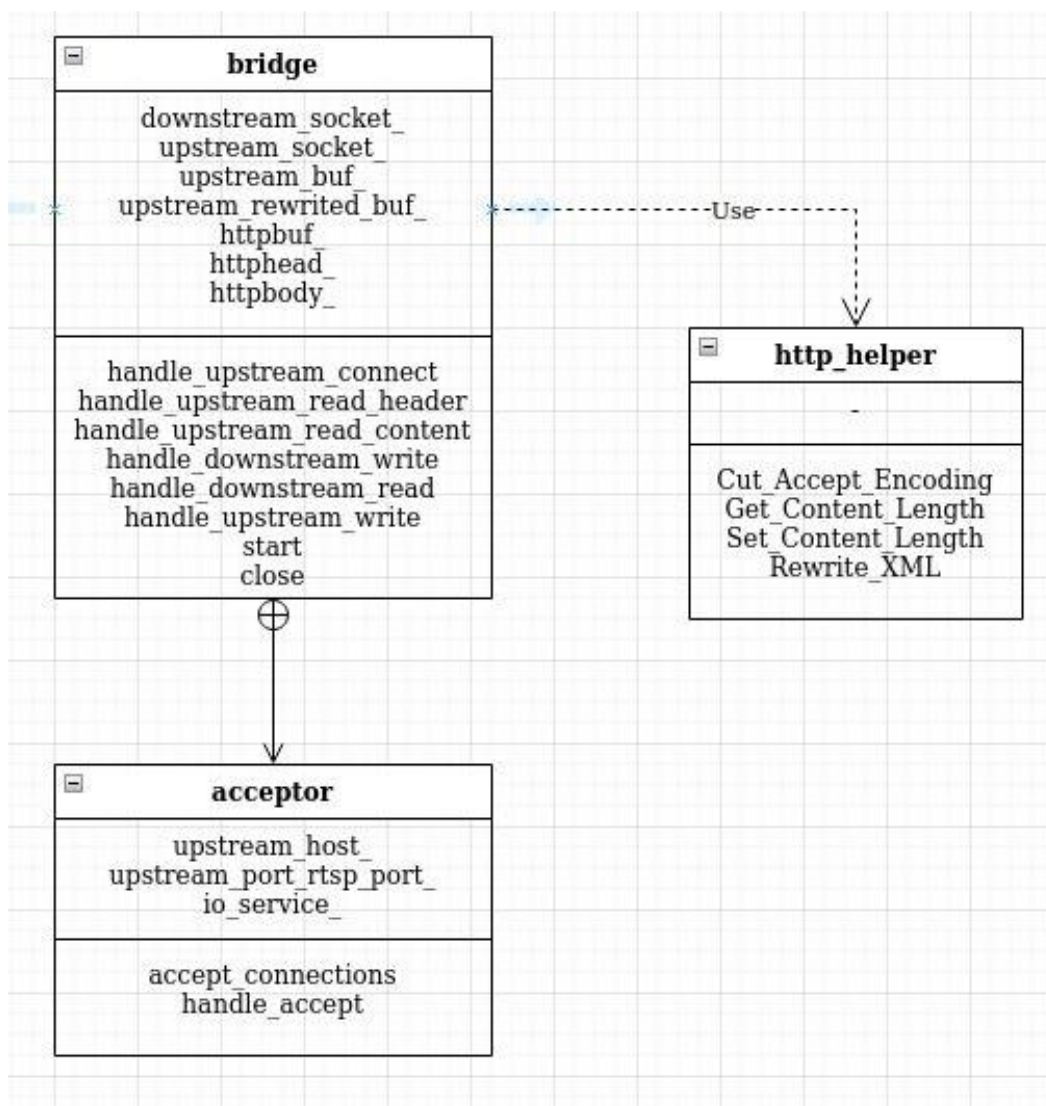 bridge
downstream_socket_
upstream_socket_
upstream_buf_
upstream_rewrited_buf_
httpbuf_
httphead_
httpbody_
handle_upstream_connect
handle_upstream_read_header
handle_upstream_read_content
handle_downstream_write
handle_downstream_read
handle_upstream_write
start
close
Use
http_helper
-
Cut_Accept_Encoding
Get_Content_Length
Set_Content_Length
Rewrite_XML
acceptor
upstream_host_
upstream_port_rtsp_port_
io_service_
accept_connections
handle_accept